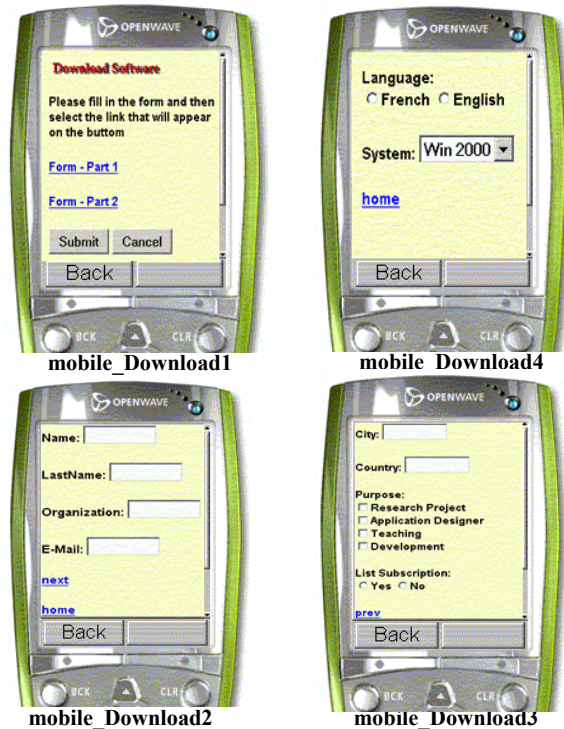 OPENWAVE
Download Software
Please fill in the form and then
select the link that will appear
on the buttom
Form - Part 1
Form - Part 2
Submit Cancel
Back
BCK CLR
mobile_Download1
OPENWAVE
Language:
French English
System: Win 2000
home
Back
BCK CLR
mobile_Download4
OPENWAVE
Name:
LastName:
Organization:
E-Mail:
next
home
Back
BCK CLR
mobile_Download2
OPENWAVE
City:
Country:
Purpose:
Research Project
Application Designer
Teaching
Development
List Subscription:
Yes No
prev
Back
BCK CLR
mobile_Download3